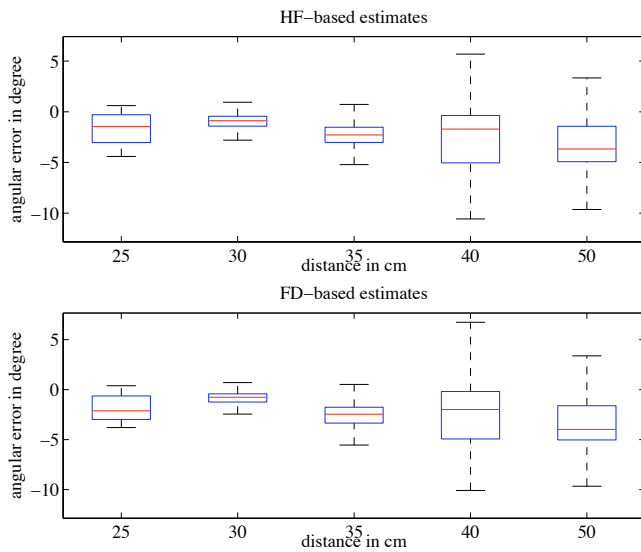 HF−based estimates
angular error in degree
5
0
−5
−10
25 30 35 40 50
distance in cm
FD−based estimates
angular error in degree
5
0
−5
−10
25 30 35 40 50
distance in cm